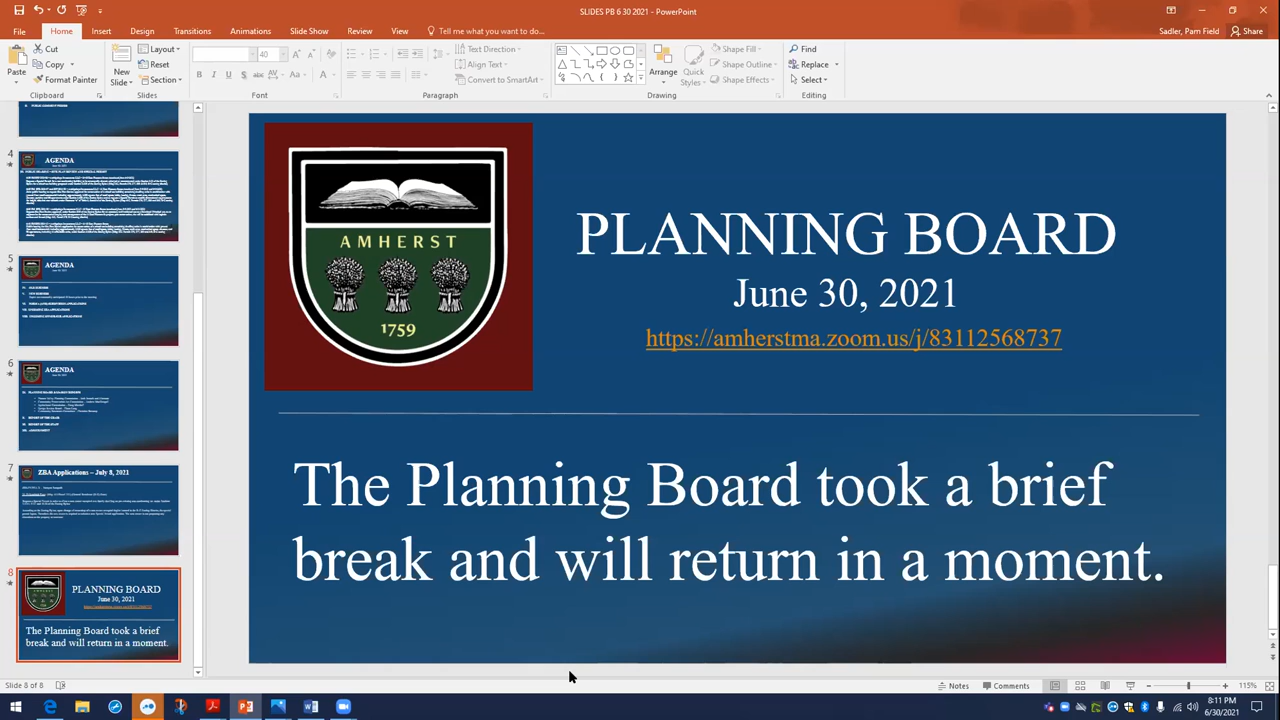 SLIDES PB 6 30 2021 - PowerPoint
File Home Insert Design Transitions Animations Slide Show Review View Tell me what you want to do...
Sadler, Pam Field Share
Paste
Cut
Copy
Format Painter
Clipboard
New Slide
Layout
Reset
Section
Slides
40
Font
Text Direction
Align Text
Convert to SmartArt
Paragraph
Arrange
Quick Styles
Shape Fill
Shape Outline
Shape Effects
Drawing
Find
Replace
Select
Editing
4
AGENDA
5
AGENDA
6
AGENDA
7
ZBA Applications – July 8, 2021
8
PLANNING BOARD
June 30, 2021
The Planning Board took a brief
break and will return in a moment.
AMHERST
1759
PLANNING BOARD
June 30, 2021
https://amherstma.zoom.us/j/83112568737
The Planning Board took a brief
break and will return in a moment.
Slide 8 of 8
Notes
Comments
115%
8:11 PM
6/30/2021